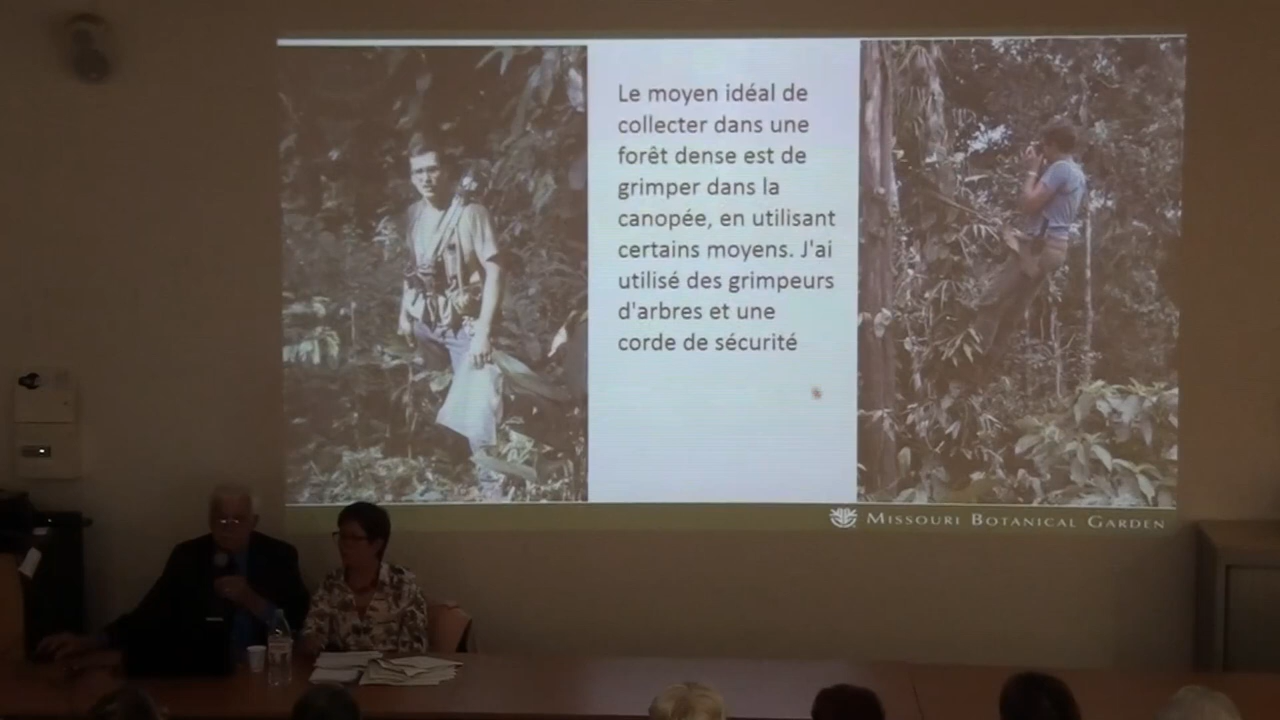 Le moyen idéal de
collecter dans une
forêt dense est de
grimper dans la
canopée, en utilisant
certains moyens. J'ai
utilisé des grimpeurs
d'arbres et une
corde de sécurité
MISSOURI BOTANICAL GARDEN